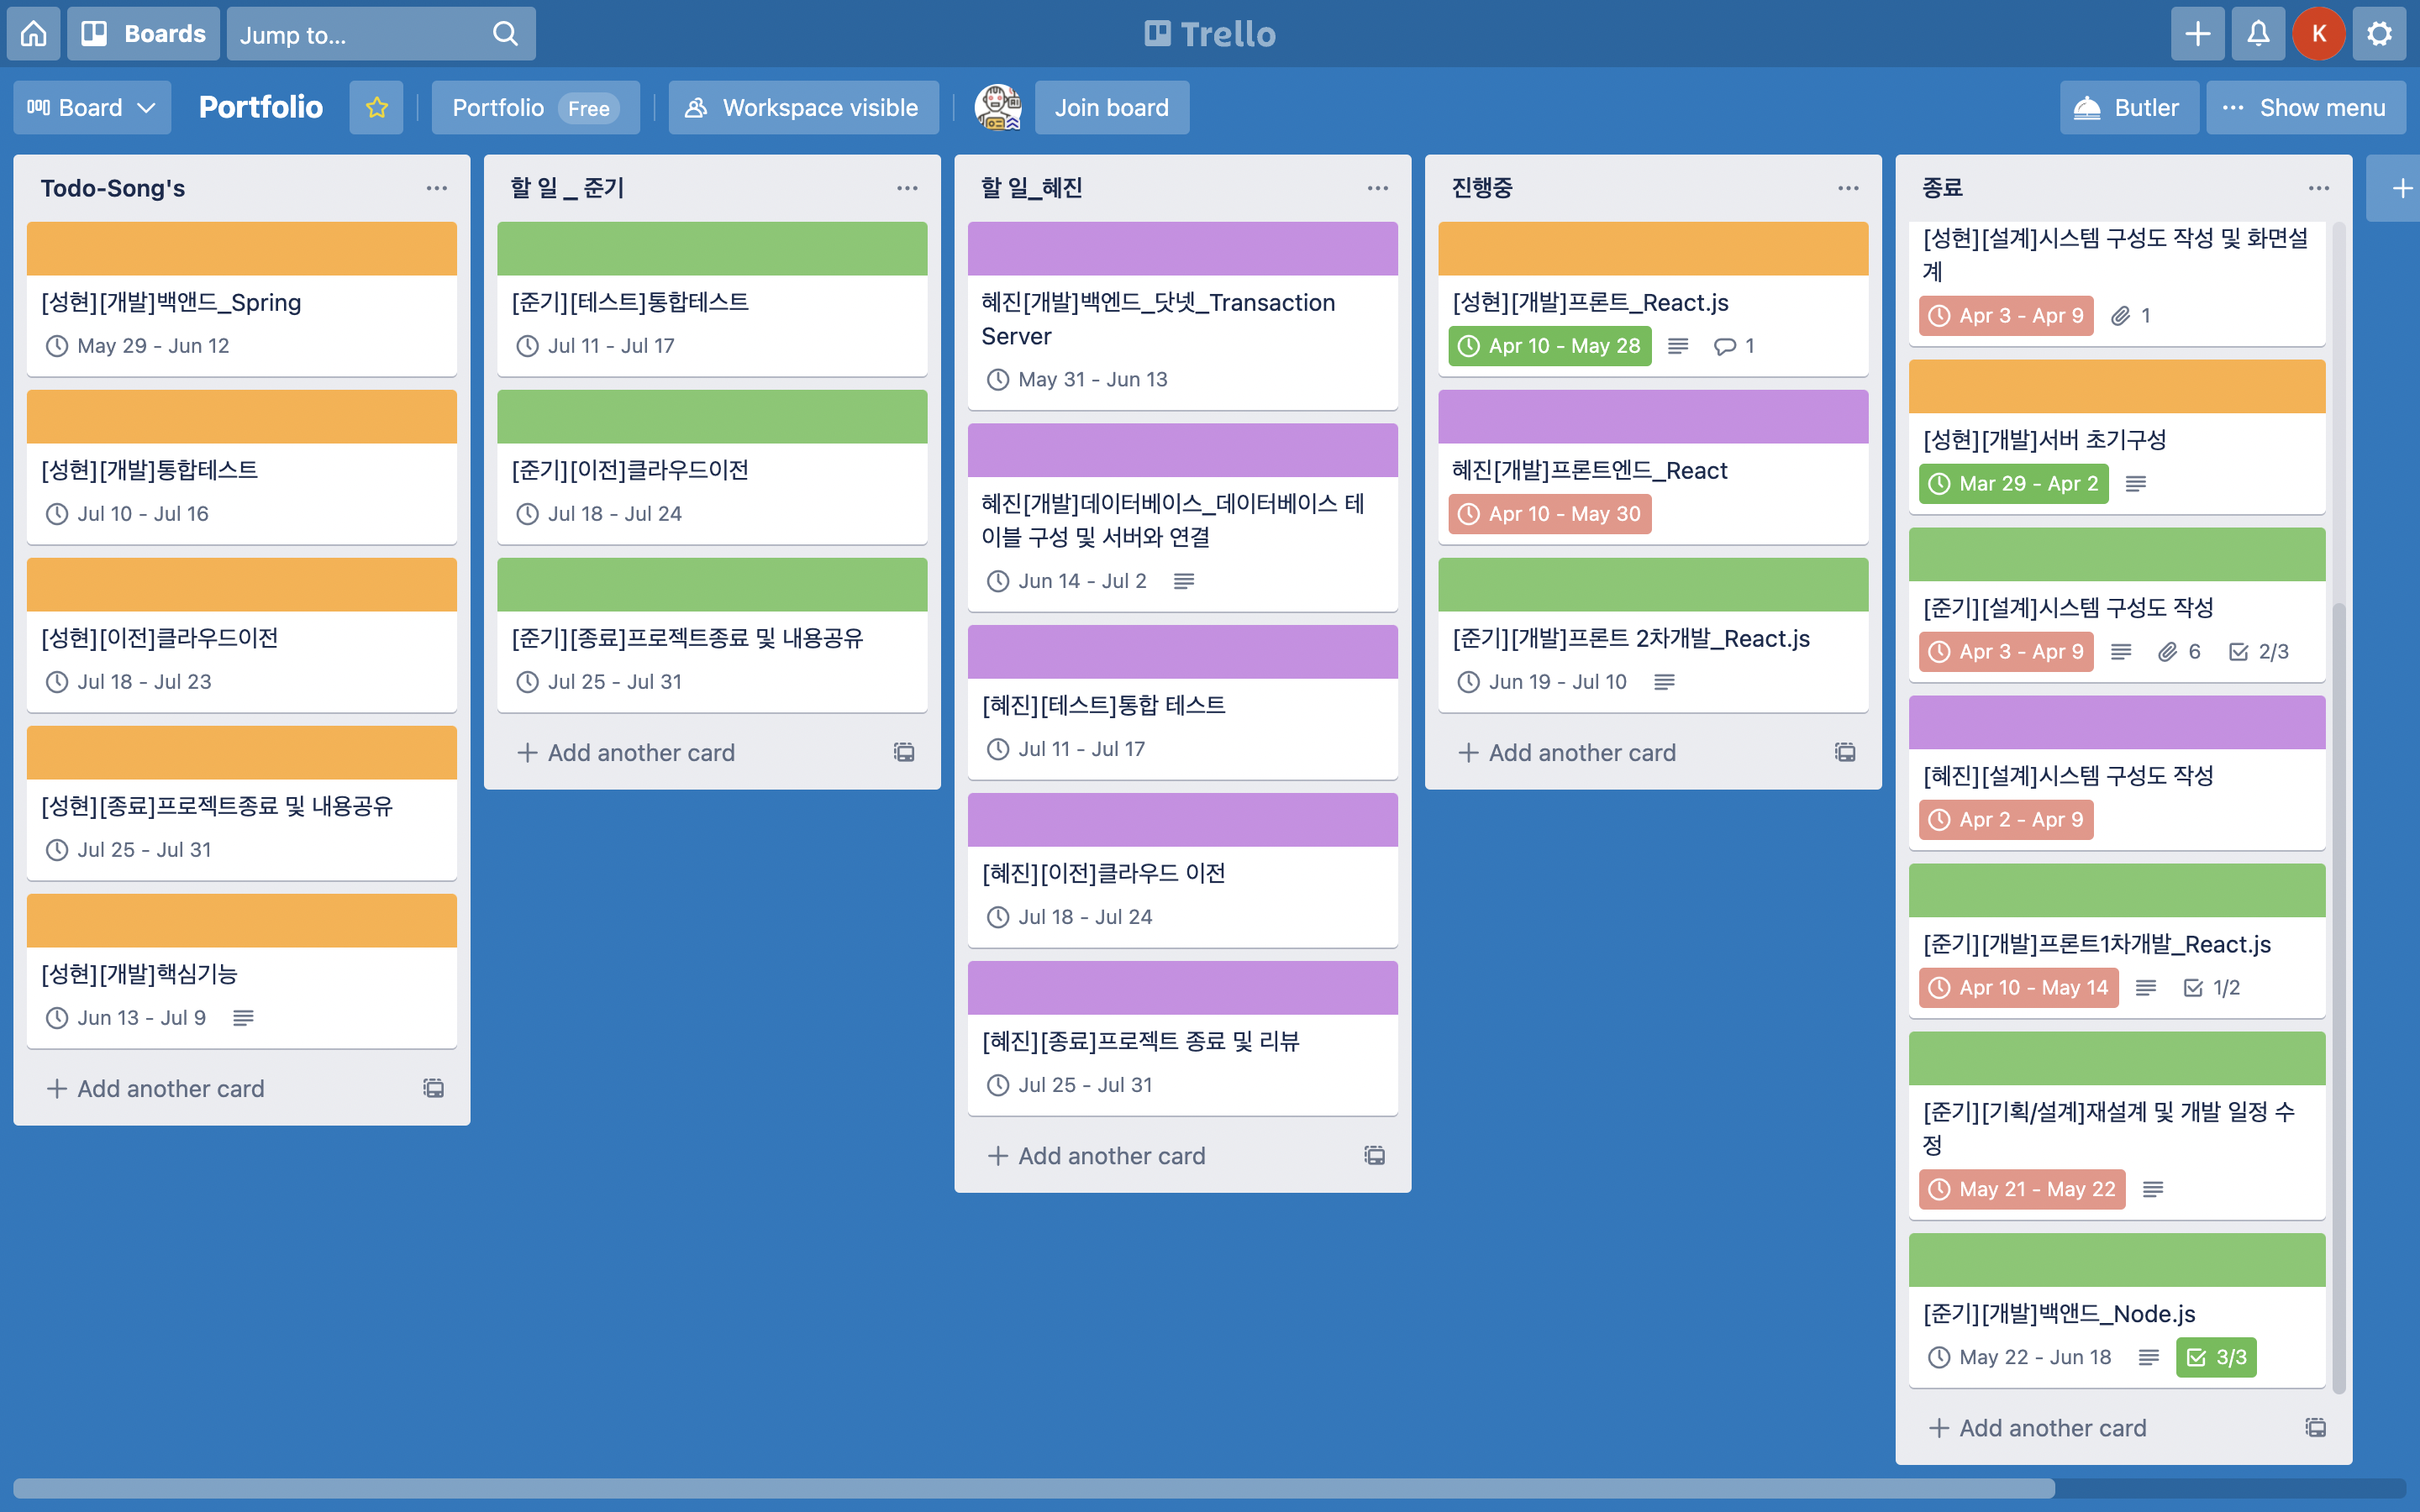 Boards
Jump to...
Trello
K
Board
Portfolio
Portfolio Free
Workspace visible
Join board
Butler
Show menu
Todo-Song's
[성현][개발]백앤드_Spring
May 29 - Jun 12
[성현][개발]통합테스트
Jul 10 - Jul 16
[성현][이전]클라우드이전
Jul 18 - Jul 23
[성현][종료]프로젝트종료 및 내용공유
Jul 25 - Jul 31
[성현][개발]핵심기능
Jun 13 - Jul 9
Add another card
할 일 _ 준기
[준기][테스트]통합테스트
Jul 11 - Jul 17
[준기][이전]클라우드이전
Jul 18 - Jul 24
[준기][종료]프로젝트종료 및 내용공유
Jul 25 - Jul 31
Add another card
할 일_혜진
혜진[개발]백엔드_닷넷_Transaction
Server
May 31 - Jun 13
혜진[개발]데이터베이스_데이터베이스 테
이블 구성 및 서버와 연결
Jun 14 - Jul 2
[혜진][테스트]통합 테스트
Jul 11 - Jul 17
[혜진][이전]클라우드 이전
Jul 18 - Jul 24
[혜진][종료]프로젝트 종료 및 리뷰
Jul 25 - Jul 31
Add another card
진행중
[성현][개발]프론트_React.js
Apr 10 - May 28 1
혜진[개발]프론트엔드_React
Apr 10 - May 30
[준기][개발]프론트 2차개발_React.js
Jun 19 - Jul 10
Add another card
종료
[성현][설계]시스템 구성도 작성 및 화면설
계
Apr 3 - Apr 9 1
[성현][개발]서버 초기구성
Mar 29 - Apr 2
[준기][설계]시스템 구성도 작성
Apr 3 - Apr 9 6 2/3
[혜진][설계]시스템 구성도 작성
Apr 2 - Apr 9
[준기][개발]프론트1차개발_React.js
Apr 10 - May 14 1/2
[준기][기획/설계]재설계 및 개발 일정 수
정
May 21 - May 22
[준기][개발]백앤드_Node.js
May 22 - Jun 18 3/3
Add another card